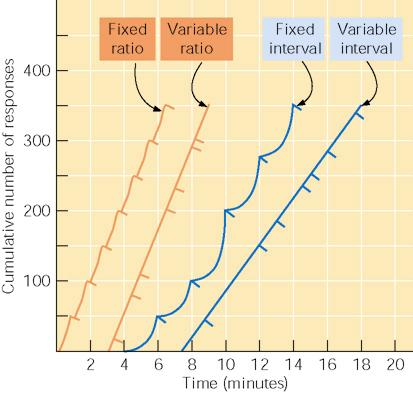 Fixed ratio
Variable ratio
Fixed interval
Variable interval
Cumulative number of responses
400
300
200
100
2 4 6 8 10 12 14 16 18 20
Time (minutes)